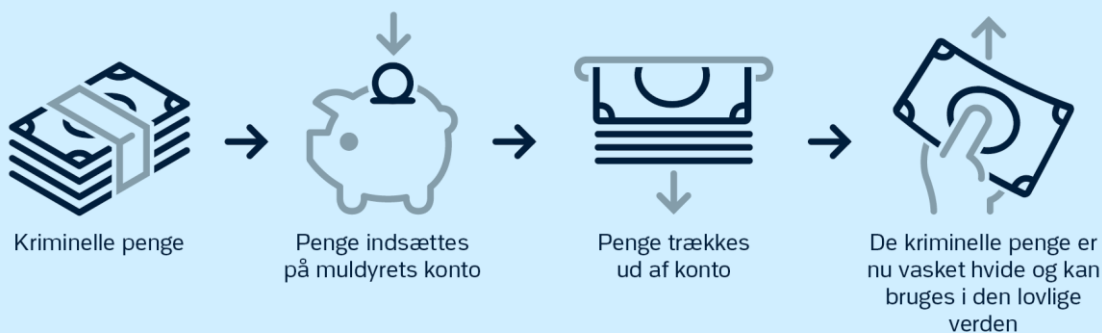 Kriminelle penge
Penge indsættes
på muldyrets konto
Penge trækkes
ud af konto
De kriminelle penge er
nu vasket hvide og kan
bruges i den lovlige
verden